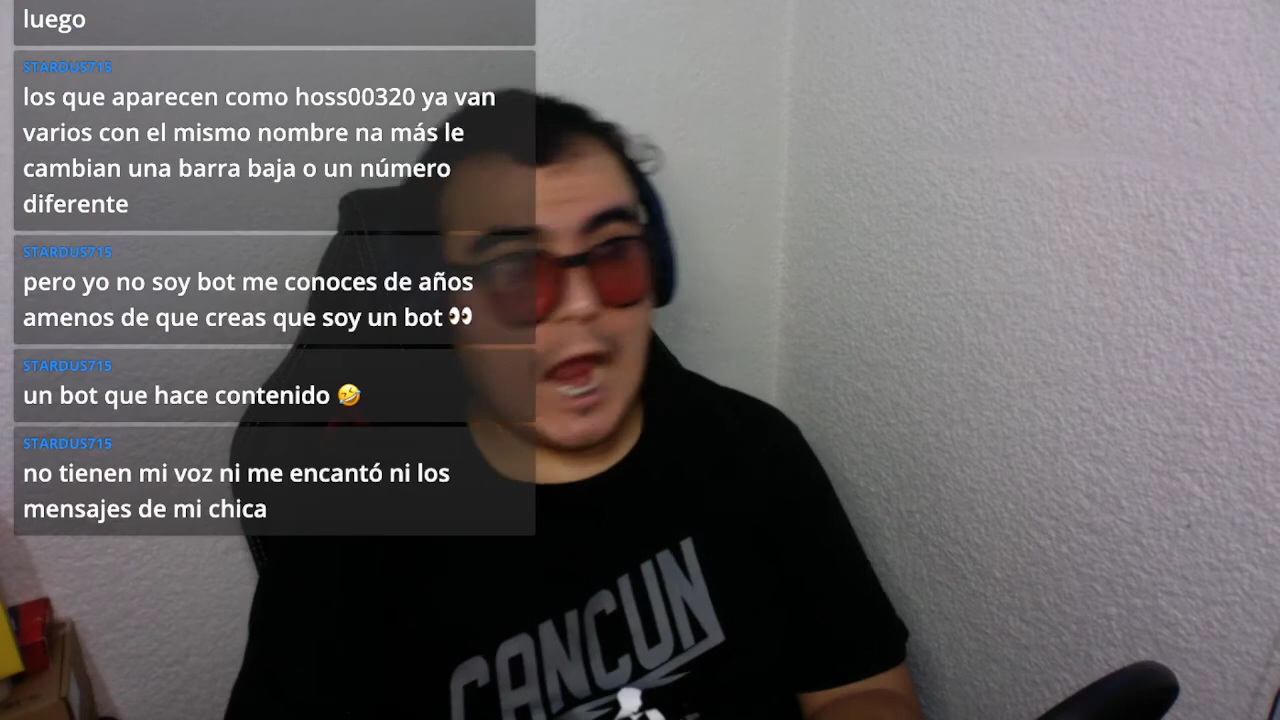 luego
STARDUS715
los que aparecen como hoss00320 ya van
varios con el mismo nombre na más le
cambian una barra baja o un número
diferente
STARDUS715
pero yo no soy bot me conoces de años
amenos de que creas que soy un bot 👀
STARDUS715
un bot que hace contenido 🤣
STARDUS715
no tienen mi voz ni me encantó ni los
mensajes de mi chica
CANCUN